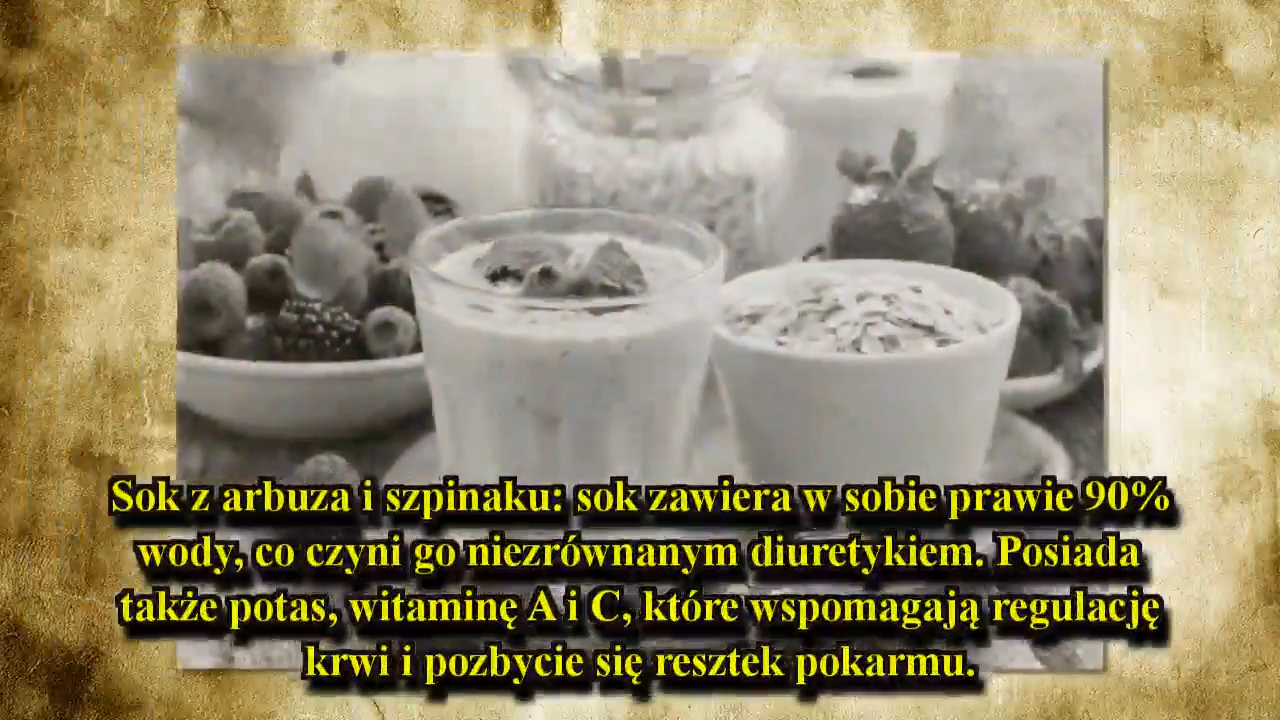 Sok z arbuza i szpinaku: sok zawiera w sobie prawie 90%
wody, co czyni go niezrównanym diuretykiem. Posiada
także potas, witaminę A i C, które wspomagają regulację
krwi i pozbycie się resztek pokarmu.